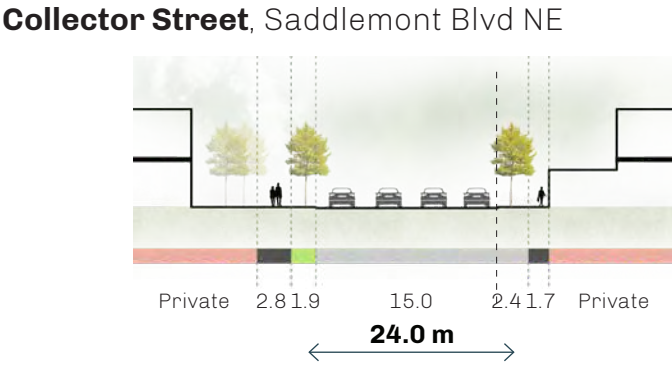 Collector Street, Saddlemont Blvd NE
Private 2.8 1.9 15.0 2.4 1.7 Private
24.0 m